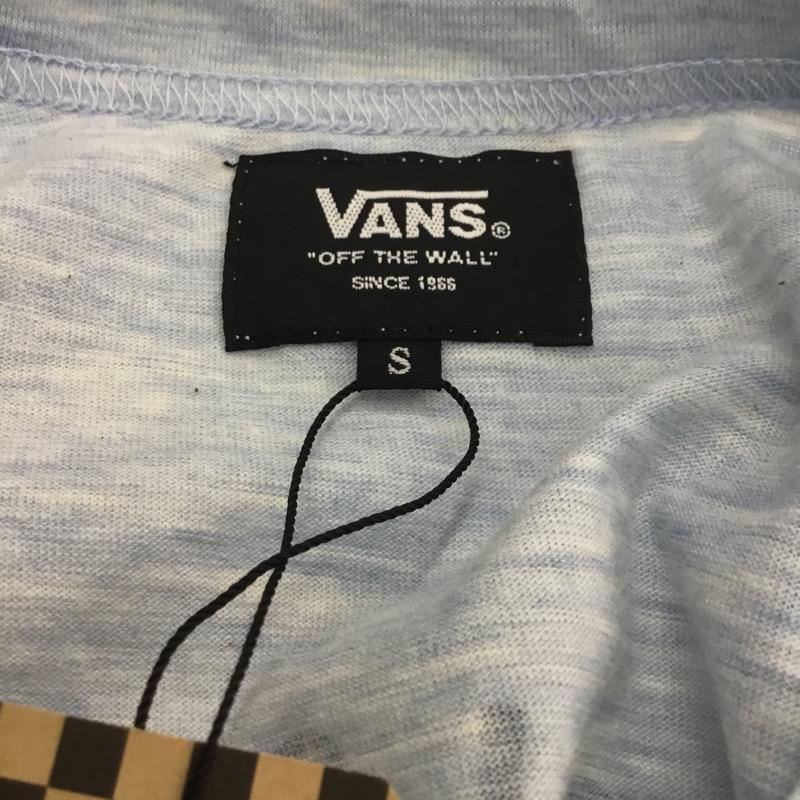 VANS®
"OFF THE WALL"
SINCE 1966
S